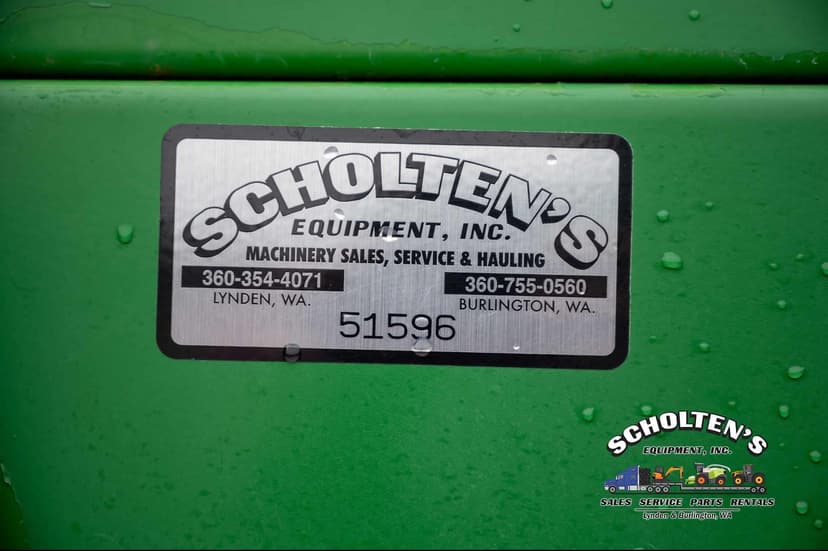 SCHOLTEN'S
EQUIPMENT, INC.
MACHINERY SALES, SERVICE & HAULING
360-354-4071
LYNDEN, WA.
360-755-0560
BURLINGTON, WA.
51596
SCHOLTEN'S
EQUIPMENT, INC.
SALES SERVICE PARTS RENTALS
Lynden & Burlington, WA